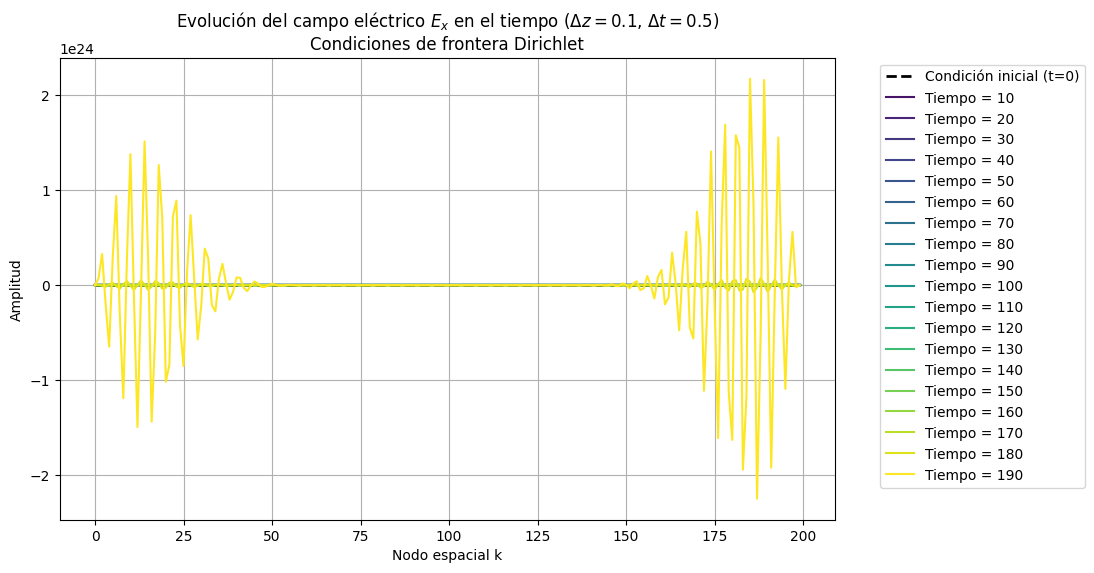 Evolución del campo eléctrico $E_x$ en el tiempo ($\Delta z = 0.1$, $\Delta t = 0.5$)
Condiciones de frontera Dirichlet
1e24
2
1
0
−1
−2
Amplitud
0 25 50 75 100 125 150 175 200
Nodo espacial k
Condición inicial (t=0)
Tiempo = 10
Tiempo = 20
Tiempo = 30
Tiempo = 40
Tiempo = 50
Tiempo = 60
Tiempo = 70
Tiempo = 80
Tiempo = 90
Tiempo = 100
Tiempo = 110
Tiempo = 120
Tiempo = 130
Tiempo = 140
Tiempo = 150
Tiempo = 160
Tiempo = 170
Tiempo = 180
Tiempo = 190